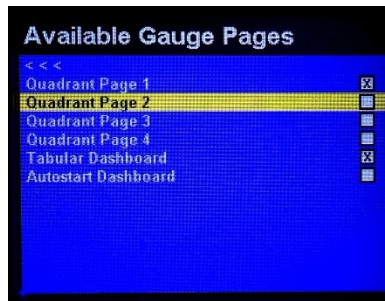 Available Gauge Pages
< < <
Quadrant Page 1 X
Quadrant Page 2
Quadrant Page 3
Quadrant Page 4
Tabular Dashboard X
Autostart Dashboard